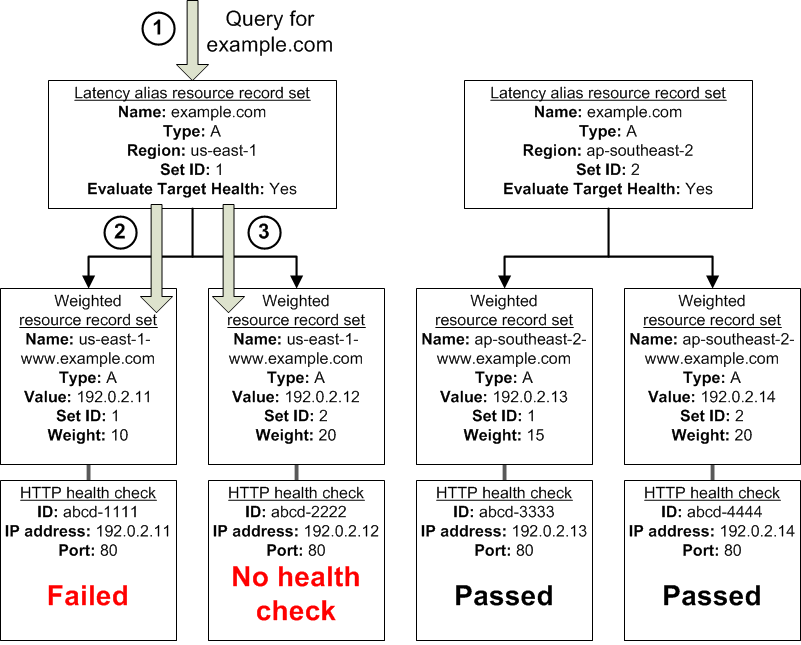 1
Query for
example.com
Latency alias resource record set
Name: example.com
Type: A
Region: us-east-1
Set ID: 1
Evaluate Target Health: Yes
Latency alias resource record set
Name: example.com
Type: A
Region: ap-southeast-2
Set ID: 2
Evaluate Target Health: Yes
2
3
Weighted
resource record set
Name: us-east-1-
www.example.com
Type: A
Value: 192.0.2.11
Set ID: 1
Weight: 10
Weighted
resource record set
Name: us-east-1-
www.example.com
Type: A
Value: 192.0.2.12
Set ID: 2
Weight: 20
Weighted
resource record set
Name: ap-southeast-2-
www.example.com
Type: A
Value: 192.0.2.13
Set ID: 1
Weight: 15
Weighted
resource record set
Name: ap-southeast-2-
www.example.com
Type: A
Value: 192.0.2.14
Set ID: 2
Weight: 20
HTTP health check
ID: abcd-1111
IP address: 192.0.2.11
Port: 80
Failed
HTTP health check
ID: abcd-2222
IP address: 192.0.2.12
Port: 80
No health
check
HTTP health check
ID: abcd-3333
IP address: 192.0.2.13
Port: 80
Passed
HTTP health check
ID: abcd-4444
IP address: 192.0.2.14
Port: 80
Passed